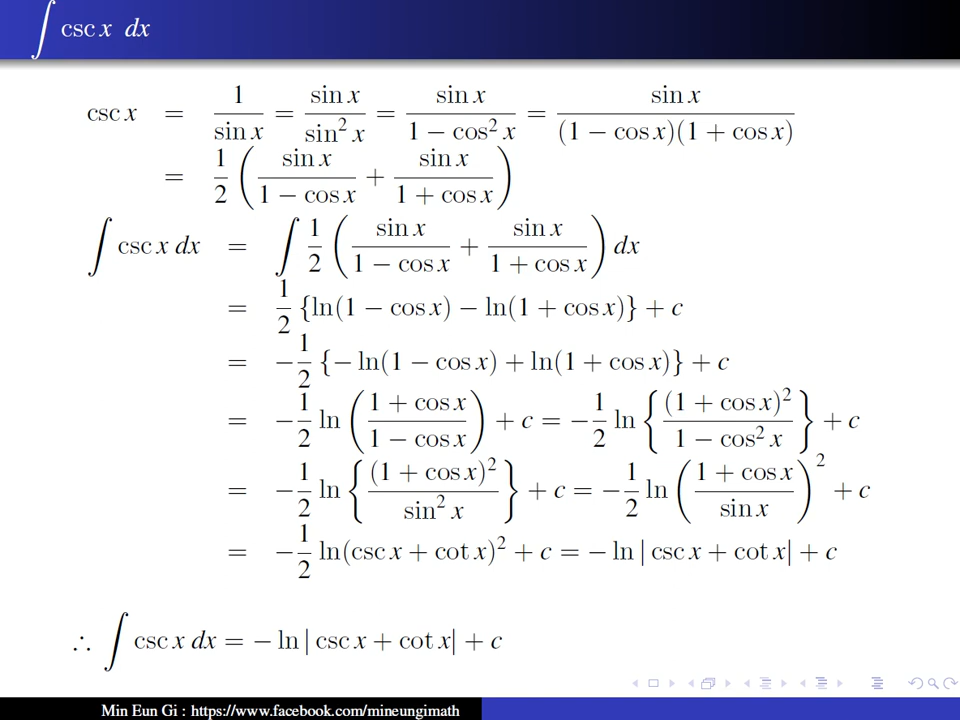 ∫ csc x dx
csc x = 1/sin x = sin x/sin² x = sin x/(1 − cos² x) = sin x/((1 − cos x)(1 + cos x))
= 1/2 (sin x/(1 − cos x) + sin x/(1 + cos x))
∫ csc x dx = ∫ 1/2 (sin x/(1 − cos x) + sin x/(1 + cos x)) dx
= 1/2 {ln(1 − cos x) − ln(1 + cos x)} + c
= −1/2 {− ln(1 − cos x) + ln(1 + cos x)} + c
= −1/2 ln ((1 + cos x)/(1 − cos x)) + c = −1/2 ln {(1 + cos x)²/(1 − cos² x)} + c
= −1/2 ln {(1 + cos x)²/sin² x} + c = −1/2 ln ((1 + cos x)/sin x)² + c
= −1/2 ln(csc x + cot x)² + c = − ln | csc x + cot x| + c
∴ ∫ csc x dx = − ln | csc x + cot x| + c
Min Eun Gi : https://www.facebook.com/mineungimath